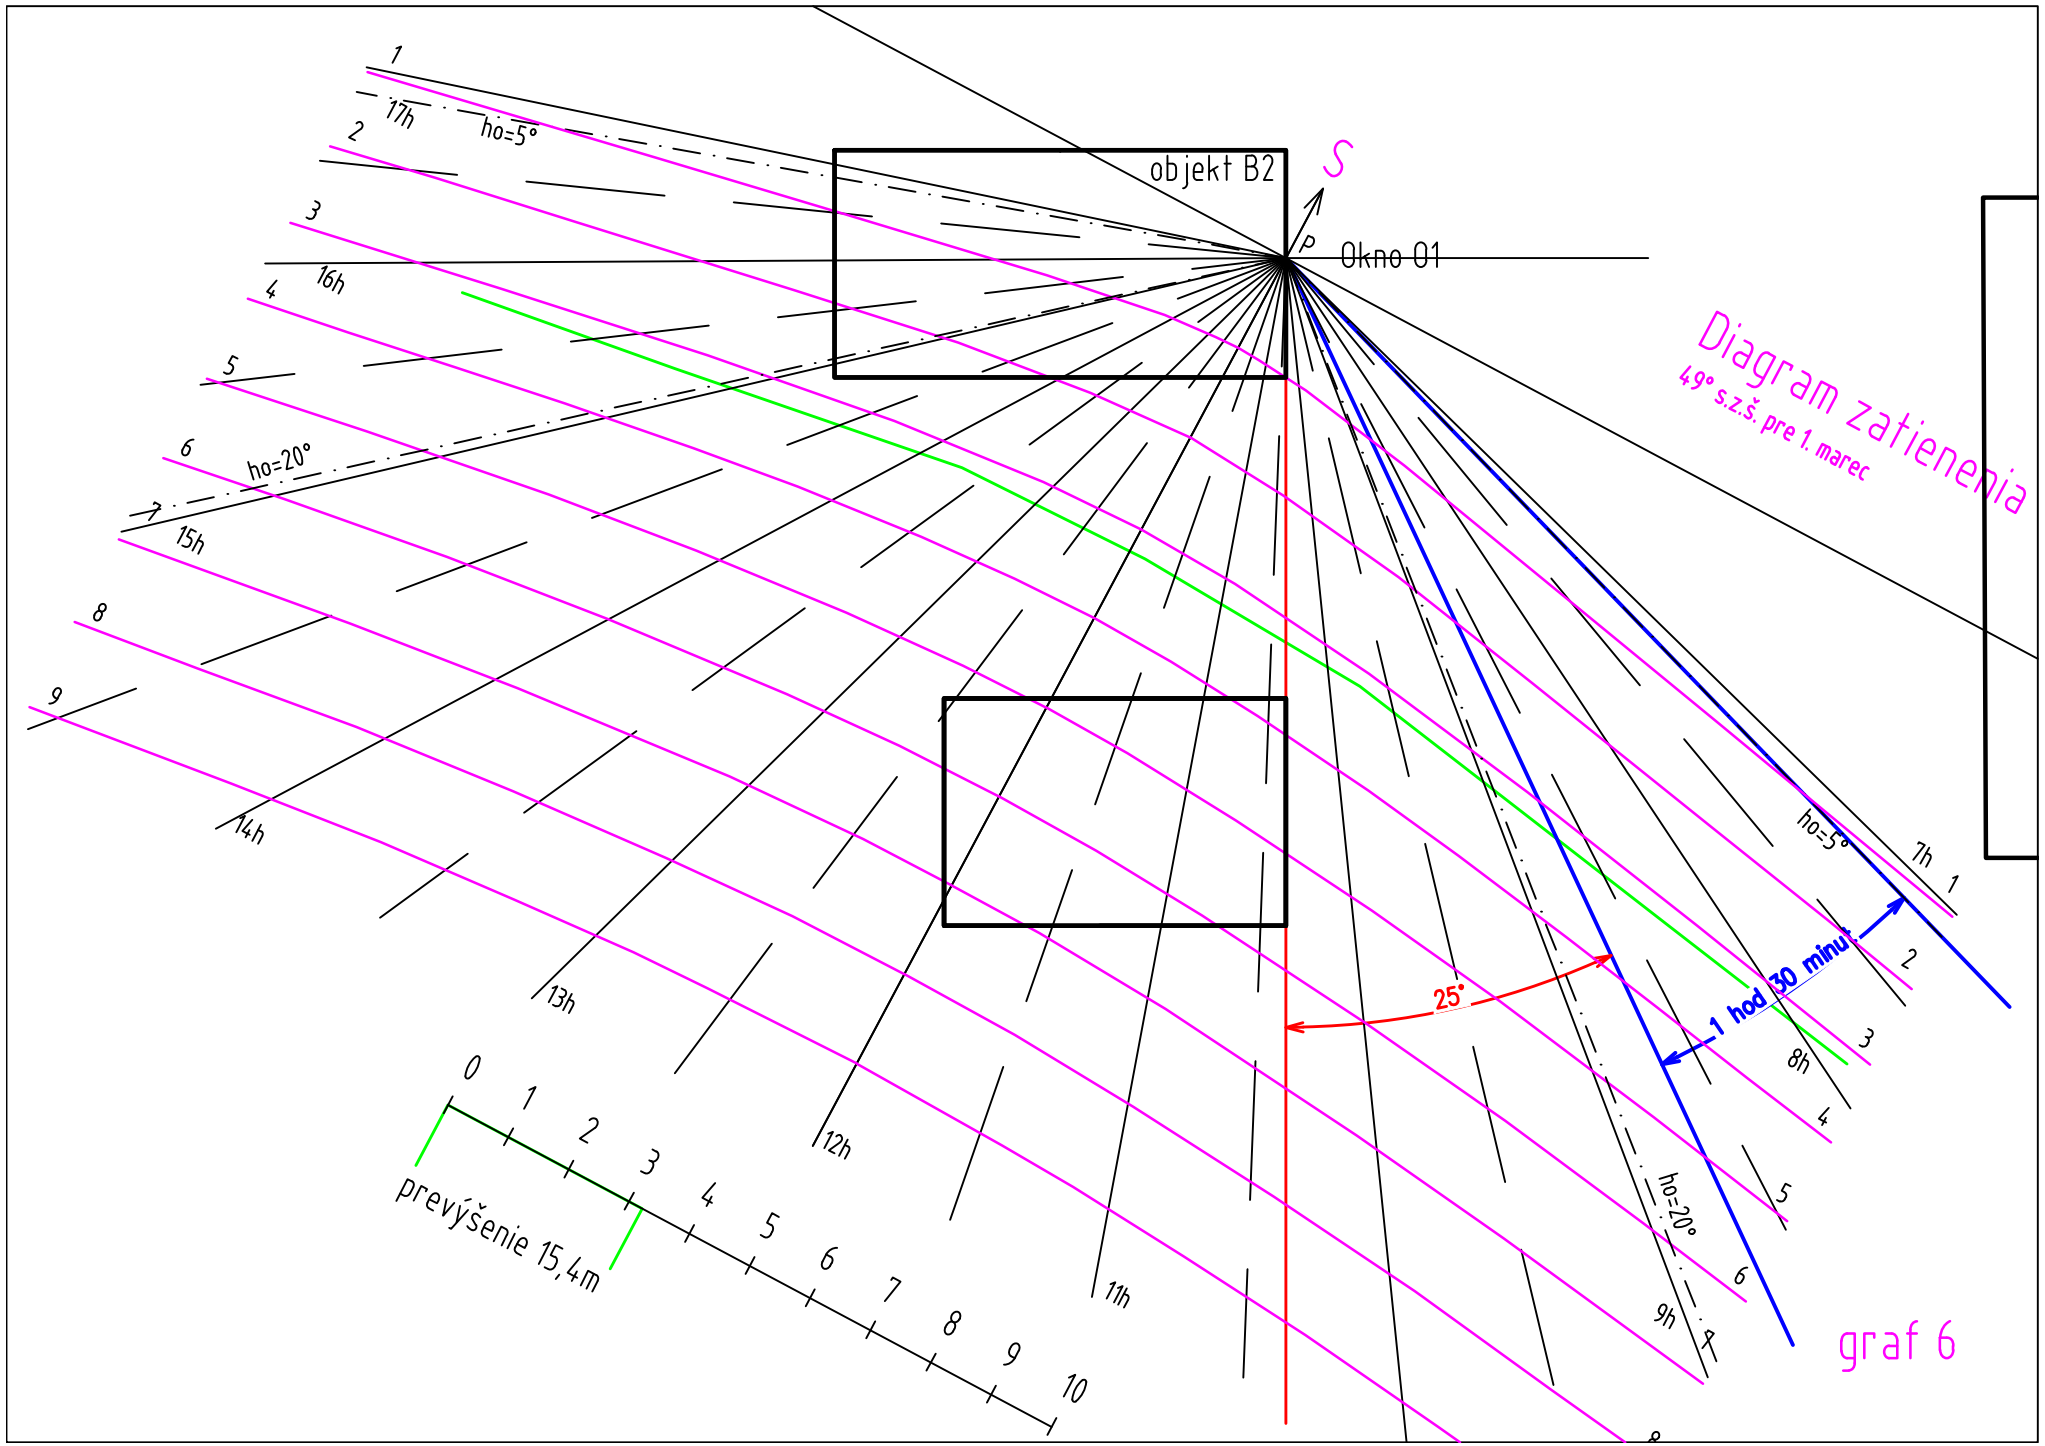 1
17h
ho=5°
2
3
16h
4
5
ho=20°
6
7
15h
8
9
14h
13h
12h
11h
objekt B2
S
P
Okno O1
Diagram zatienenia
49° s.z.š. pre 1. marec
ho=5°
7h
1
2
1 hod 30 minut
3
8h
4
25°
5
ho=20°
6
9h
7
8
0
1
2
3
4
5
6
7
8
9
10
prevýšenie 15,4m
graf 6